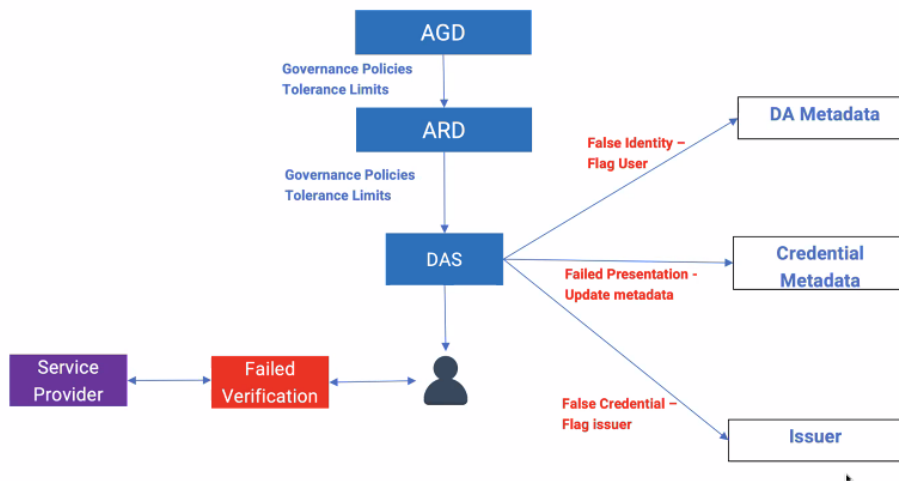 AGD
Governance Policies
Tolerance Limits
ARD
DA Metadata
False Identity –
Flag User
Governance Policies
Tolerance Limits
DAS
Credential
Metadata
Failed Presentation -
Update metadata
Service
Provider
Failed
Verification
False Credential –
Flag issuer
Issuer